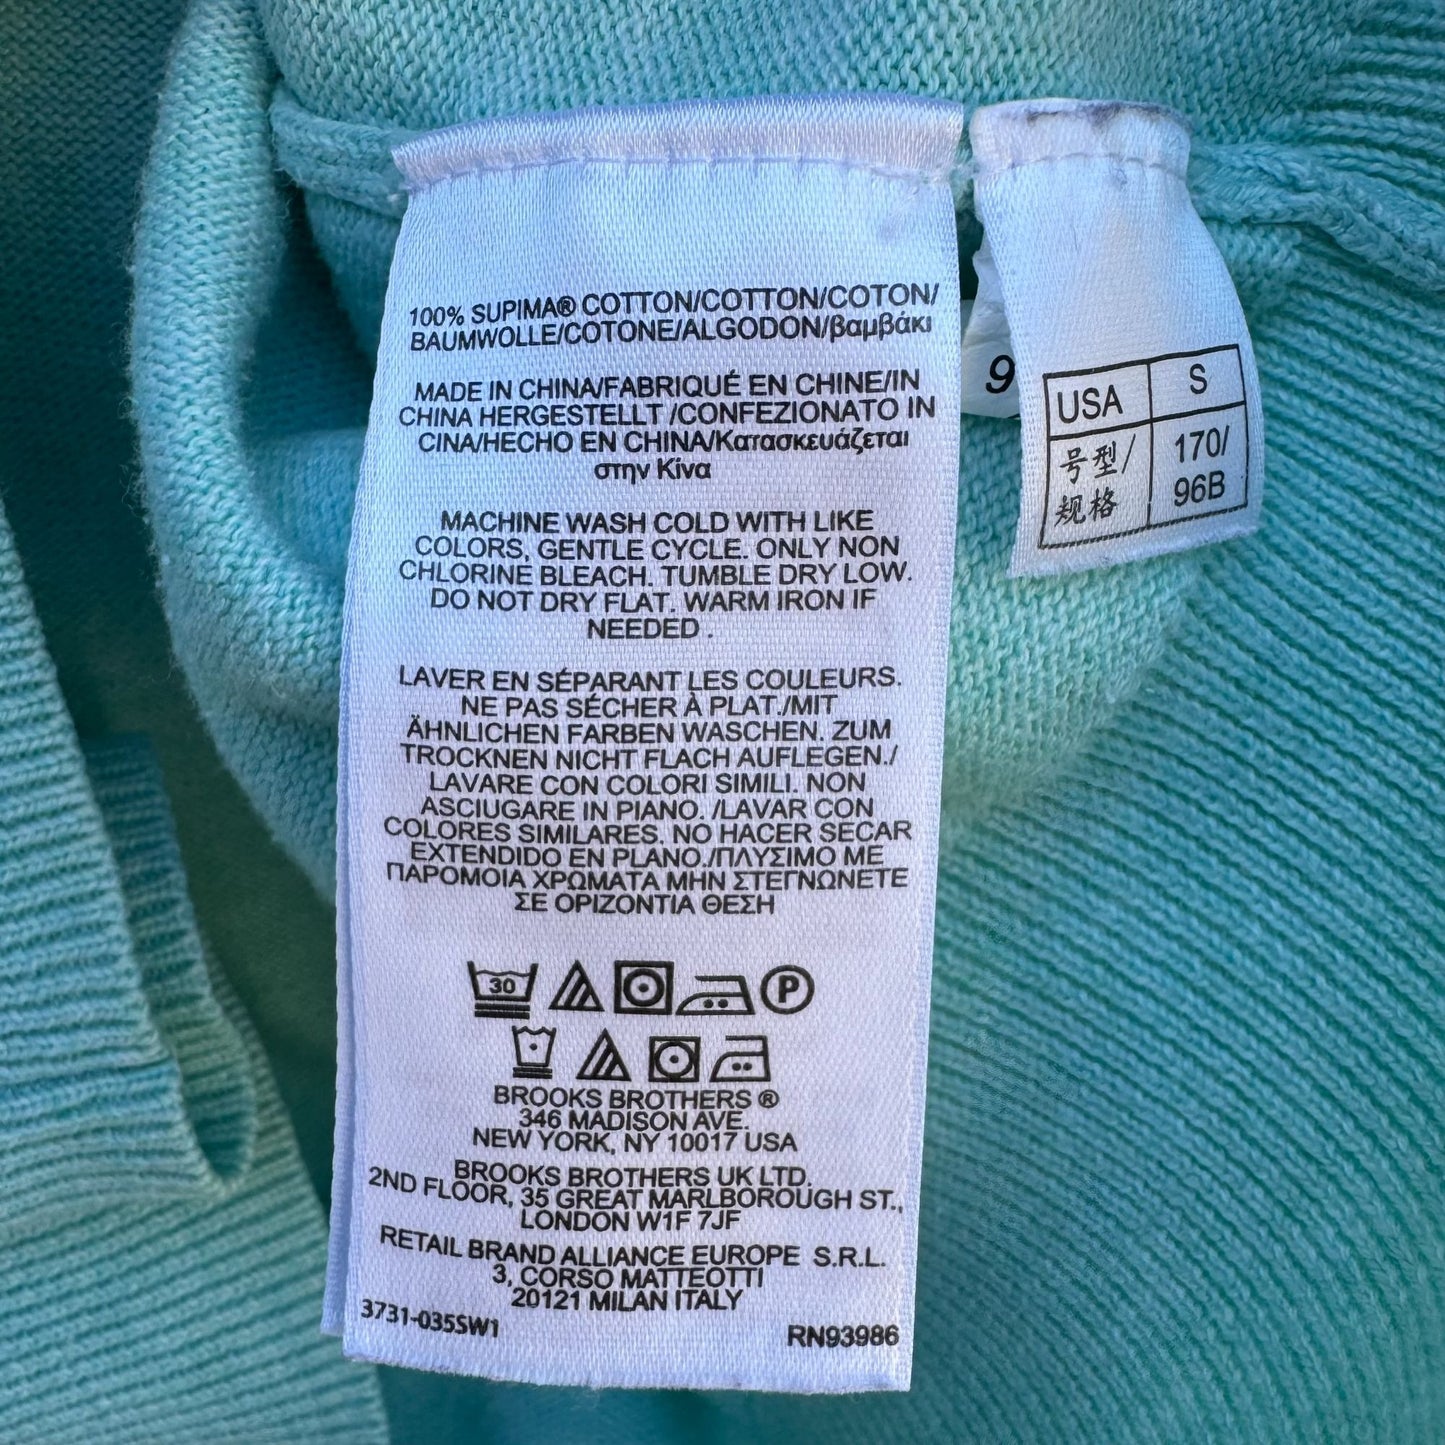 100% SUPIMA® COTTON/COTTON/COTON/
BAUMWOLLE/COTONE/ALGODON/βαμβάκι
MADE IN CHINA/FABRIQUÉ EN CHINE/IN
CHINA HERGESTELLT /CONFEZIONATO IN
CINA/HECHO EN CHINA/Κατασκευάζεται
στην Κίνα
MACHINE WASH COLD WITH LIKE
COLORS. GENTLE CYCLE. ONLY NON
CHLORINE BLEACH. TUMBLE DRY LOW.
DO NOT DRY FLAT. WARM IRON IF
NEEDED .
LAVER EN SÉPARANT LES COULEURS.
NE PAS SÉCHER À PLAT./MIT
ÄHNLICHEN FARBEN WASCHEN. ZUM
TROCKNEN NICHT FLACH AUFLEGEN./
LAVARE CON COLORI SIMILI. NON
ASCIUGARE IN PIANO. /LAVAR CON
COLORES SIMILARES. NO HACER SECAR
EXTENDIDO EN PLANO./ΠΛΥΣΙΜΟ ΜΕ
ΠΑΡΟΜΟΙΑ ΧΡΩΜΑΤΑ ΜΗΝ ΣΤΕΓΝΩΝΕΤΕ
ΣΕ ΟΡΙΖΟΝΤΙΑ ΘΕΣΗ
30 P
BROOKS BROTHERS ®
346 MADISON AVE.
NEW YORK, NY 10017 USA
BROOKS BROTHERS UK LTD.
2ND FLOOR, 35 GREAT MARLBOROUGH ST.,
LONDON W1F 7JF
RETAIL BRAND ALLIANCE EUROPE S.R.L.
3, CORSO MATTEOTTI
20121 MILAN ITALY
3731-035SW1 RN93986
9
USA S
号型/ 170/
规格 96B